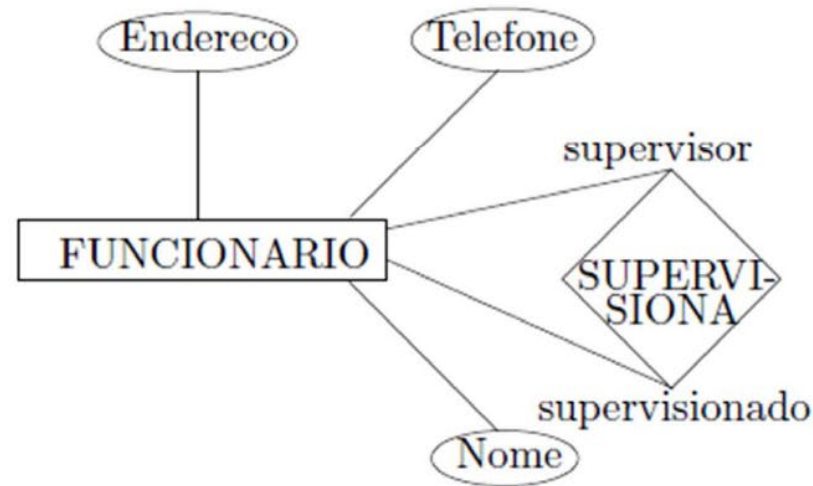 Endereco
Telefone
supervisor
FUNCIONARIO
SUPERVI-
SIONA
supervisionado
Nome